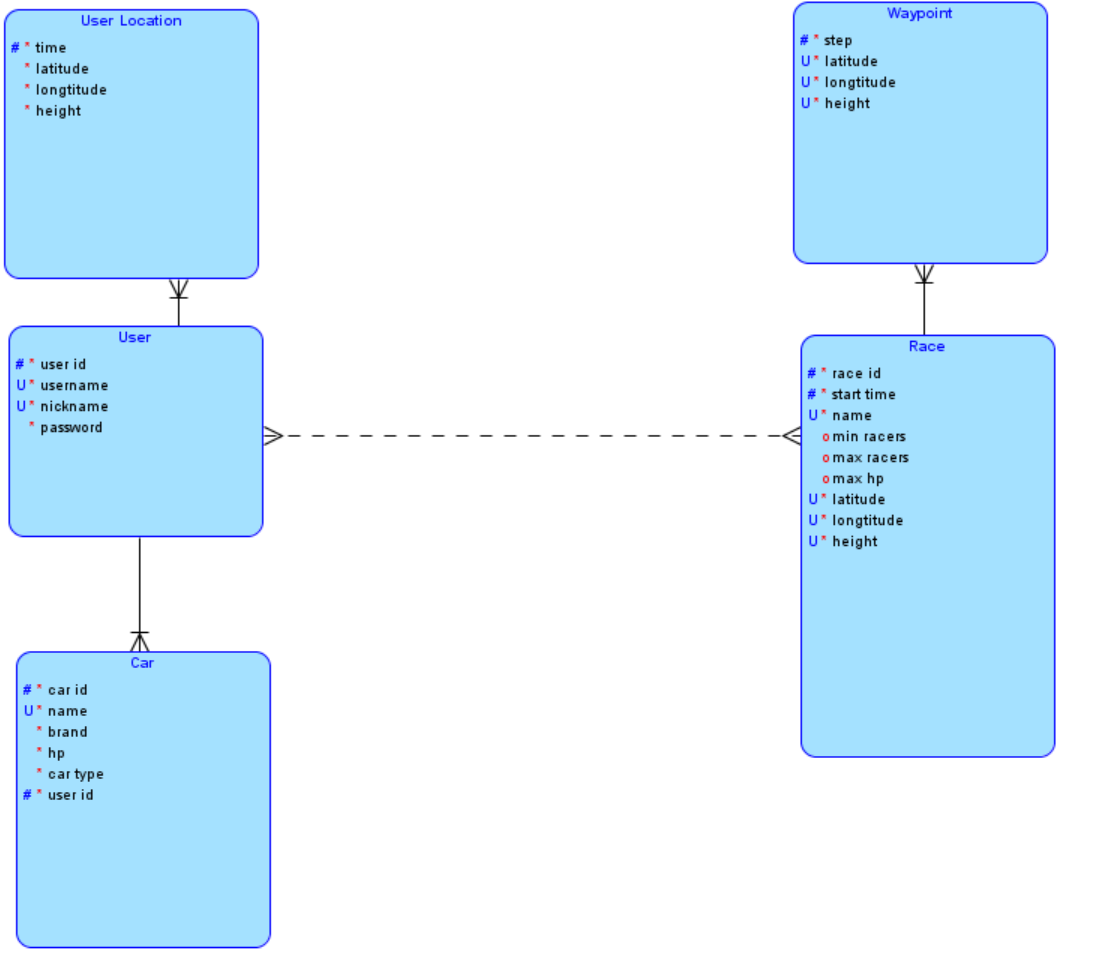 User Location
# * time
* latitude
* longtitude
* height
Waypoint
# * step
U * latitude
U * longtitude
U * height
User
# * user id
U * username
U * nickname
* password
Race
# * race id
# * start time
U * name
o min racers
o max racers
o max hp
U * latitude
U * longtitude
U * height
Car
# * car id
U * name
* brand
* hp
* car type
# * user id